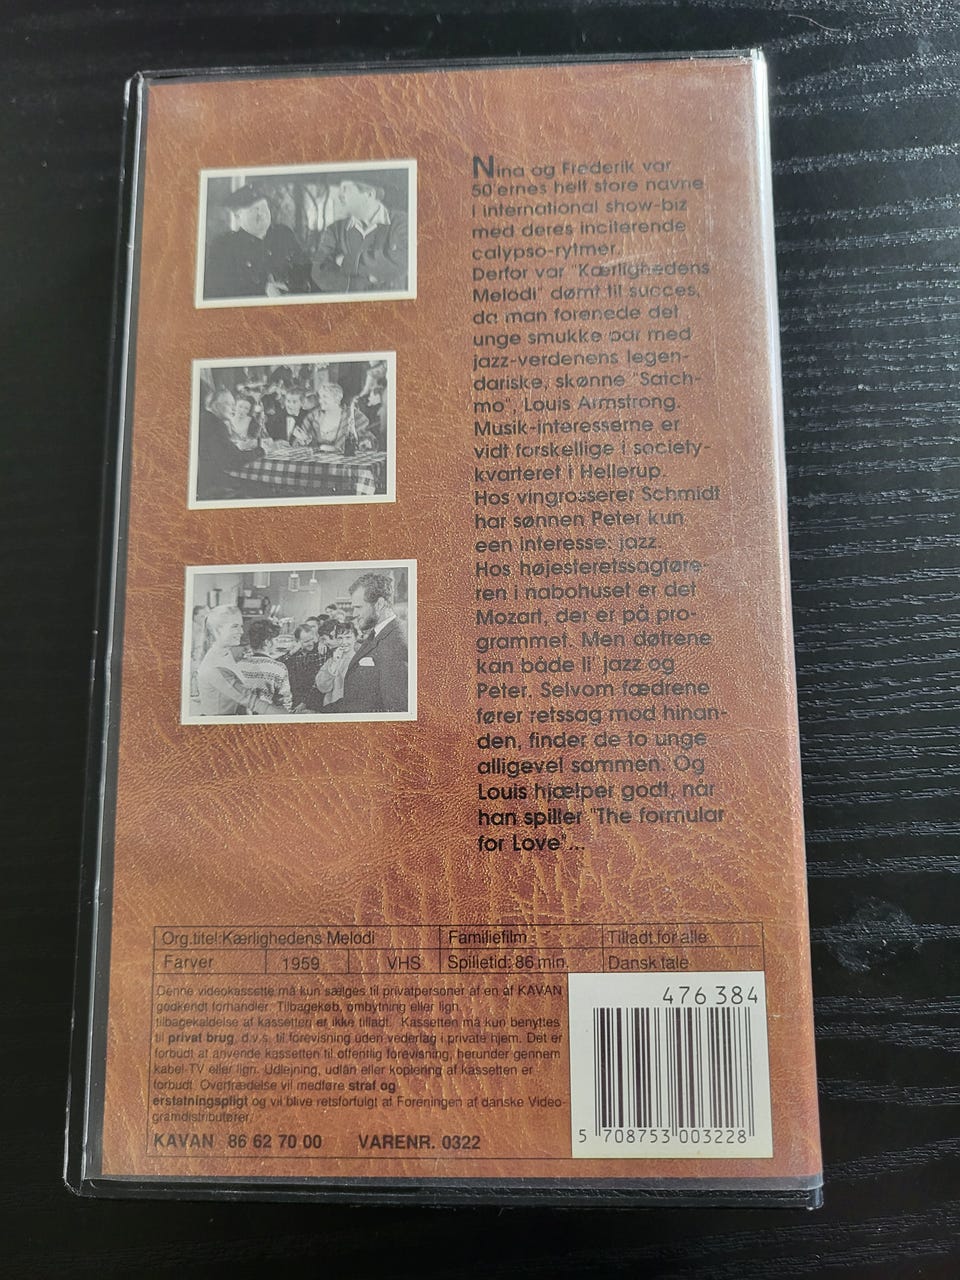 Nina og Frederik var
50'ernes helt store navne
i international show-biz
med deres inciterende
calypso-rytmer.
Derfor var "Kærlighedens
Melodi" dømt til succes,
da man forenede det
unge smukke par med
jazz-verdenens legen-
dariske, skønne "Satch-
mo", Louis Armstrong.
Musik-interesserne er
vidt forskellige i society-
kvarteret i Hellerup.
Hos vingrosserer Schmidt
har sønnen Peter kun
een interesse: jazz.
Hos højesteretssagføre-
ren i nabohuset er det
Mozart, der er på pro-
grammet. Men døtrene
kan både li' jazz og
Peter. Selvom fædrene
fører retssag mod hinan-
den, finder de to unge
alligevel sammen. Og
Louis hjælper godt, når
han spiller "The formular
for Love"...
Org.titel:Kærlighedens Melodi Familiefilm Tilladt for alle
Farver 1959 VHS Spilletid: 86 min. Dansk tale
Denne videokassette må kun sælges til privatpersoner af en af KAVAN
godkendt forhandler. Tilbagekøb, ombytning eller lign.
tilbagekaldelse af kassetten er ikke tilladt. Kassetten må kun benyttes
til privat brug, d.v.s. til forevisning uden vederlag i private hjem. Det er
forbudt at anvende kassetten til offentlig forevisning, herunder gennem
kabel-TV eller lign. Udlejning, udlån eller kopiering af kassetten er
forbudt. Overtrædelse vil medføre straf og
erstatningspligt og vil blive retsforfulgt af Foreningen af danske Video-
gramdistributører.
KAVAN 86 62 70 00 VARENR. 0322
476384
5 708753 003228